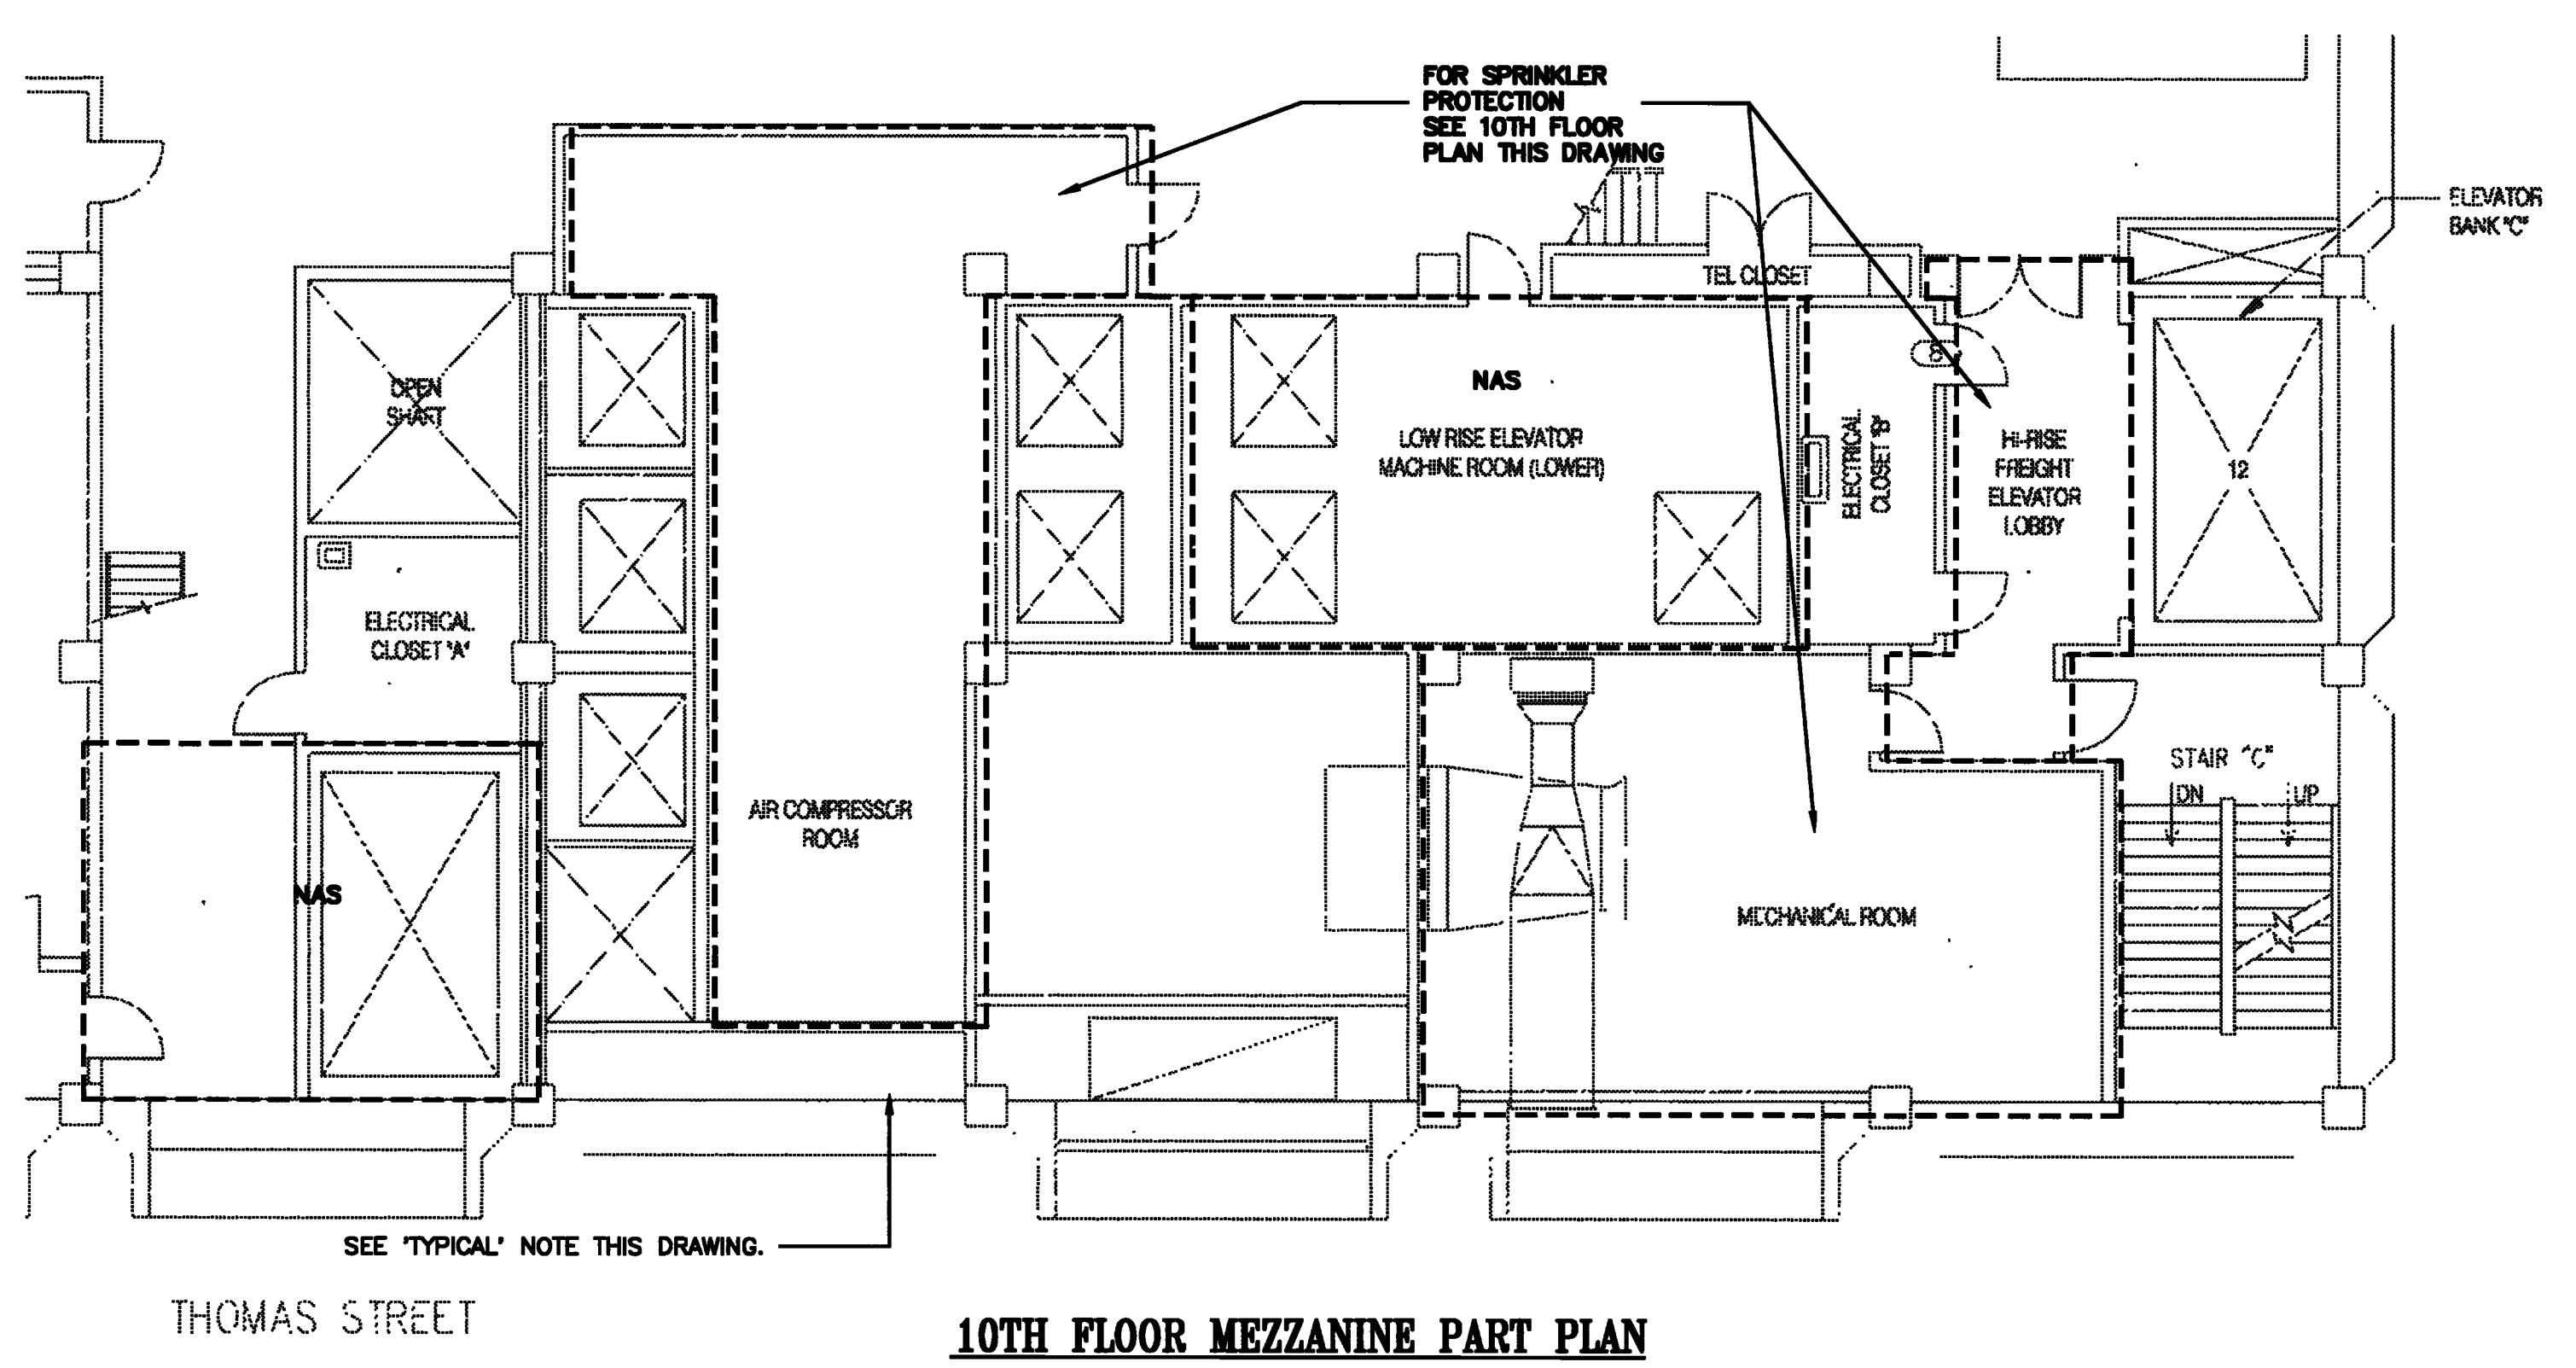 FOR SPRINKLER
PROTECTION
SEE 10TH FLOOR
PLAN THIS DRAWING
ELEVATOR
BANK "C"
TEL CLOSET
OPEN
SHAFT
NAS
LOW RISE ELEVATOR
MACHINE ROOM (LOWER)
ELECTRICAL
CLOSET "B"
8
HI-RISE
FREIGHT
ELEVATOR
LOBBY
12
ELECTRICAL
CLOSET "A"
AIR COMPRESSOR
ROOM
NAS
MECHANICAL ROOM
STAIR "C"
DN
UP
SEE 'TYPICAL' NOTE THIS DRAWING.
THOMAS STREET
10TH FLOOR MEZZANINE PART PLAN